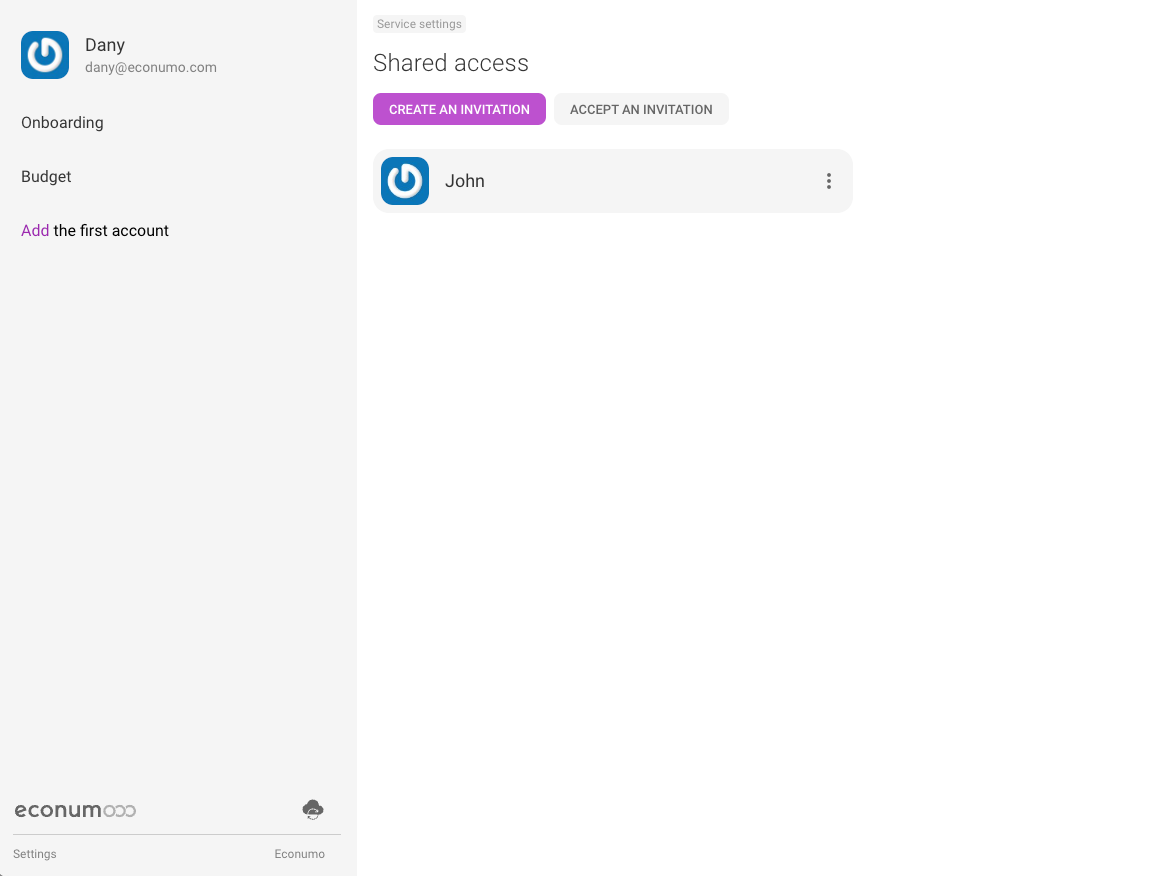 Dany
dany@econumo.com
Onboarding
Budget
Add the first account
econumo
Settings
Econumo
Service settings
Shared access
CREATE AN INVITATION
ACCEPT AN INVITATION
John